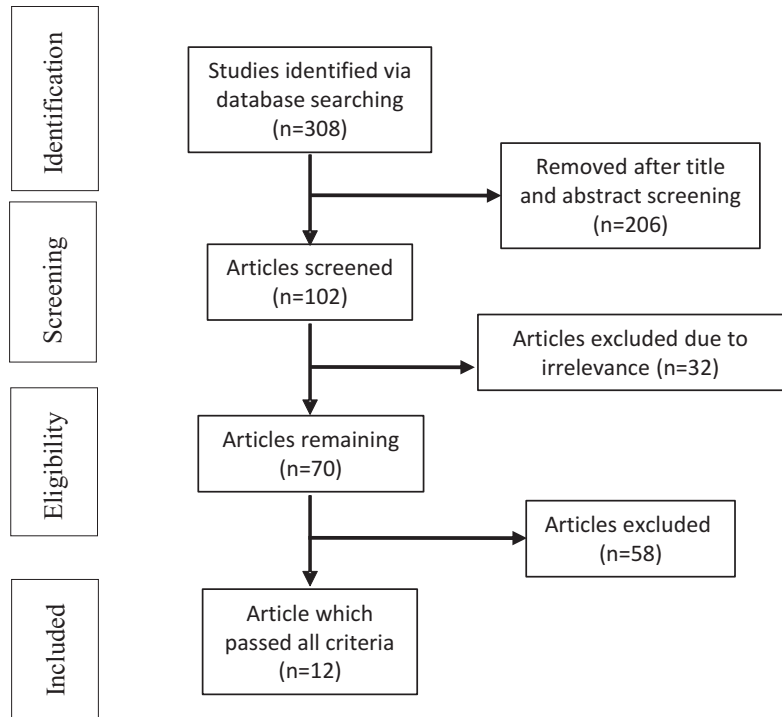 Identification
Studies identified via
database searching
(n=308)
Removed after title
and abstract screening
(n=206)
Screening
Articles screened
(n=102)
Articles excluded due to
irrelevance (n=32)
Eligibility
Articles remaining
(n=70)
Articles excluded
(n=58)
Included
Article which
passed all criteria
(n=12)